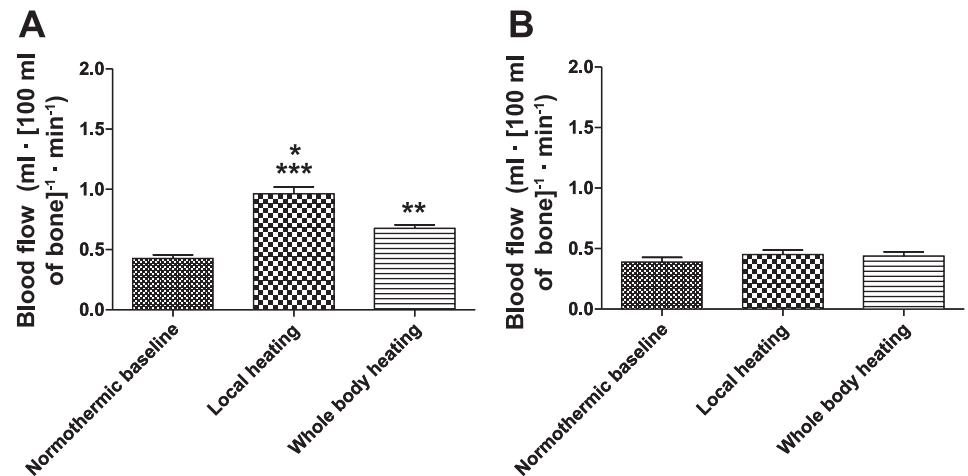 A
Blood flow (ml · [100 ml
of bone]⁻¹ · min⁻¹)
2.0
1.5
1.0
0.5
0.0
*
***
**
Normothermic baseline
Local heating
Whole body heating
B
Blood flow (ml · [100 ml
of bone]⁻¹ · min⁻¹)
2.0
1.5
1.0
0.5
0.0
Normothermic baseline
Local heating
Whole body heating